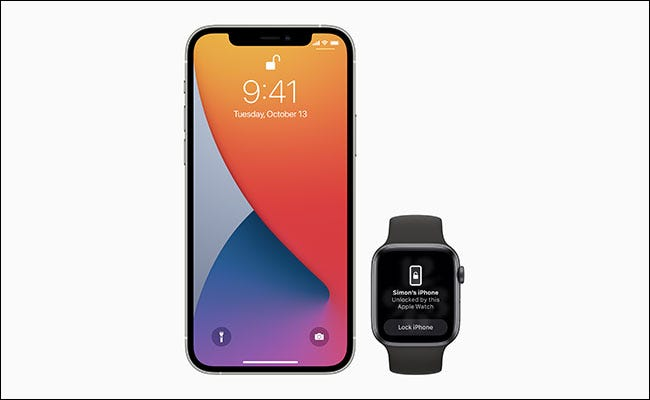 9:41
Tuesday, October 13
Simon's iPhone
Unlocked by this
Apple Watch
Lock iPhone